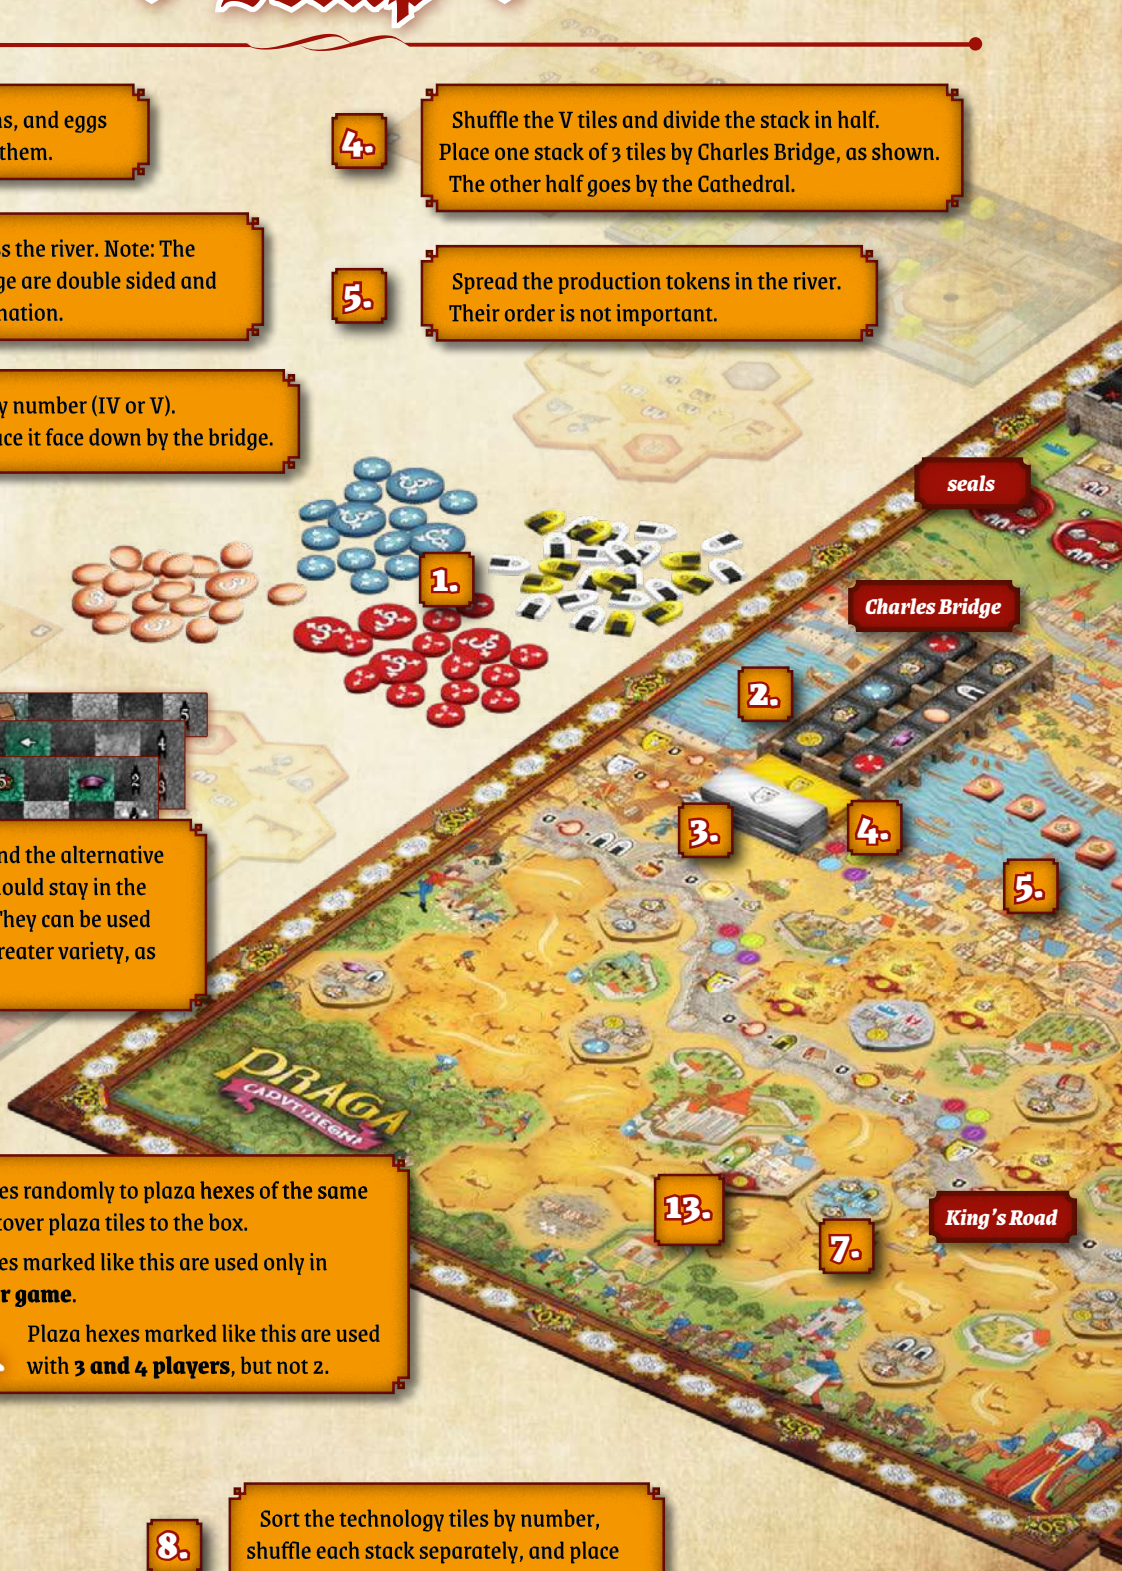 Setup
ns, and eggs
them.
4.
Shuffle the V tiles and divide the stack in half.
Place one stack of 3 tiles by Charles Bridge, as shown.
The other half goes by the Cathedral.
ss the river. Note: The
ge are double sided and
nation.
5.
Spread the production tokens in the river.
Their order is not important.
y number (IV or V).
ace it face down by the bridge.
seals
1.
Charles Bridge
2.
3.
4.
5.
nd the alternative
hould stay in the
They can be used
reater variety, as
PRAGA
CAPUT REGNI
es randomly to plaza hexes of the same
tover plaza tiles to the box.
es marked like this are used only in
r game.
Plaza hexes marked like this are used
with 3 and 4 players, but not 2.
13.
7.
King's Road
8.
Sort the technology tiles by number,
shuffle each stack separately, and place